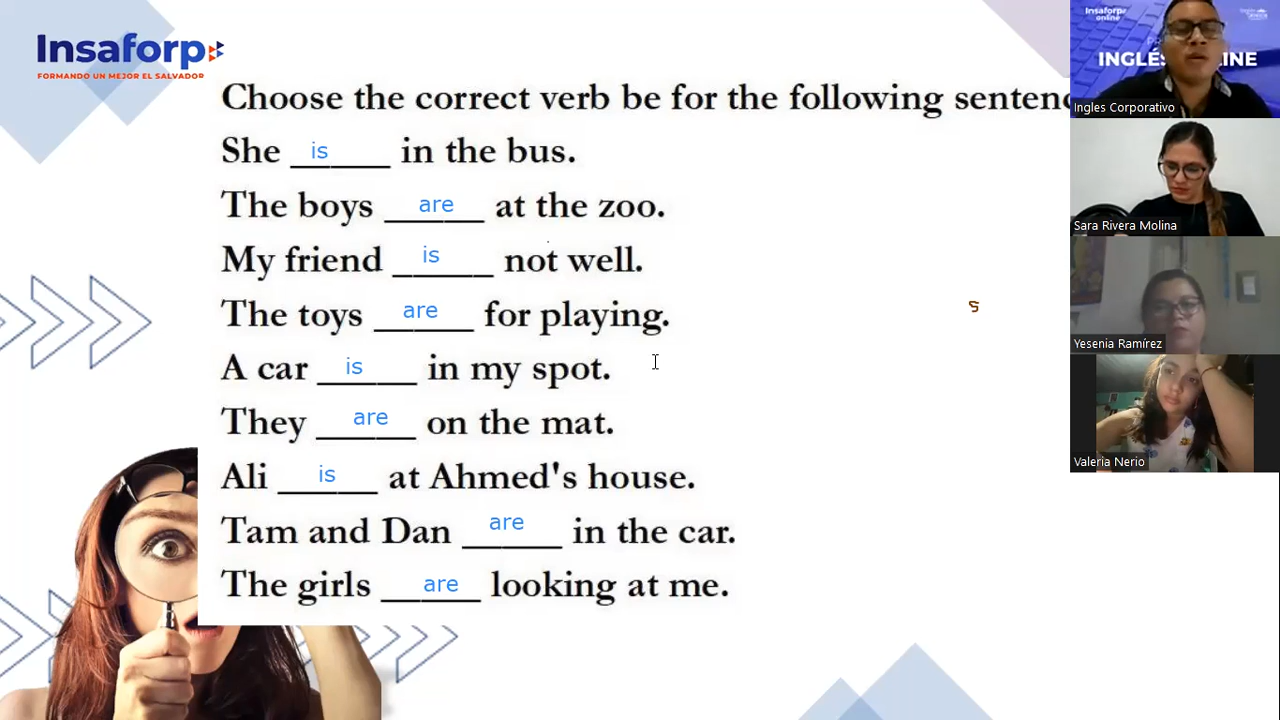 Insaforp
FORMANDO UN MEJOR EL SALVADOR
Choose the correct verb be for the following sentenc
She is in the bus.
The boys are at the zoo.
My friend is not well.
The toys are for playing.
A car is in my spot.
They are on the mat.
Ali is at Ahmed's house.
Tam and Dan are in the car.
The girls are looking at me.
s
Insaforp
online
INGLÉS INE
Ingles Corporativo
Sara Rivera Molina
Yesenia Ramírez
Valeria Nerio